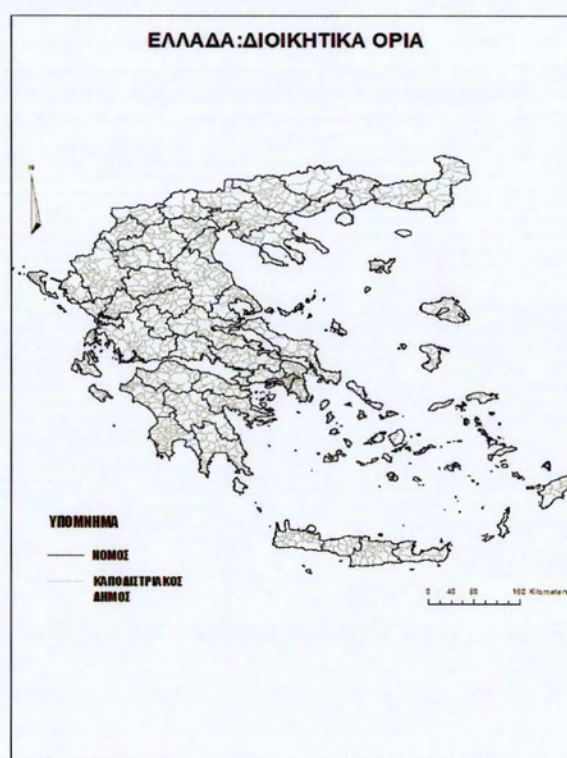 ΕΛΛΑΔΑ:ΔΙΟΙΚΗΤΙΚΑ ΟΡΙΑ
N
ΥΠΟΜΝΗΜΑ
ΝΟΜΟΣ
ΚΑΠΟΔΙΣΤΡΙΑΚΟΣ
ΔΗΜΟΣ
0 40 80 160 Kilometers